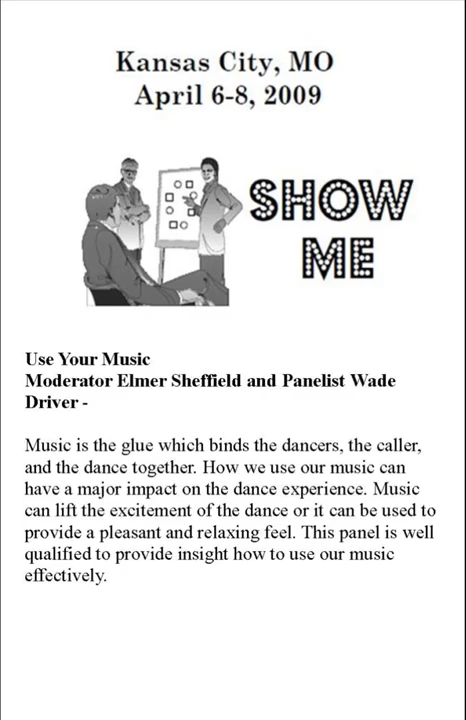 Kansas City, MO
April 6-8, 2009
SHOW
ME
Use Your Music
Moderator Elmer Sheffield and Panelist Wade
Driver -
Music is the glue which binds the dancers, the caller,
and the dance together. How we use our music can
have a major impact on the dance experience. Music
can lift the excitement of the dance or it can be used to
provide a pleasant and relaxing feel. This panel is well
qualified to provide insight how to use our music
effectively.